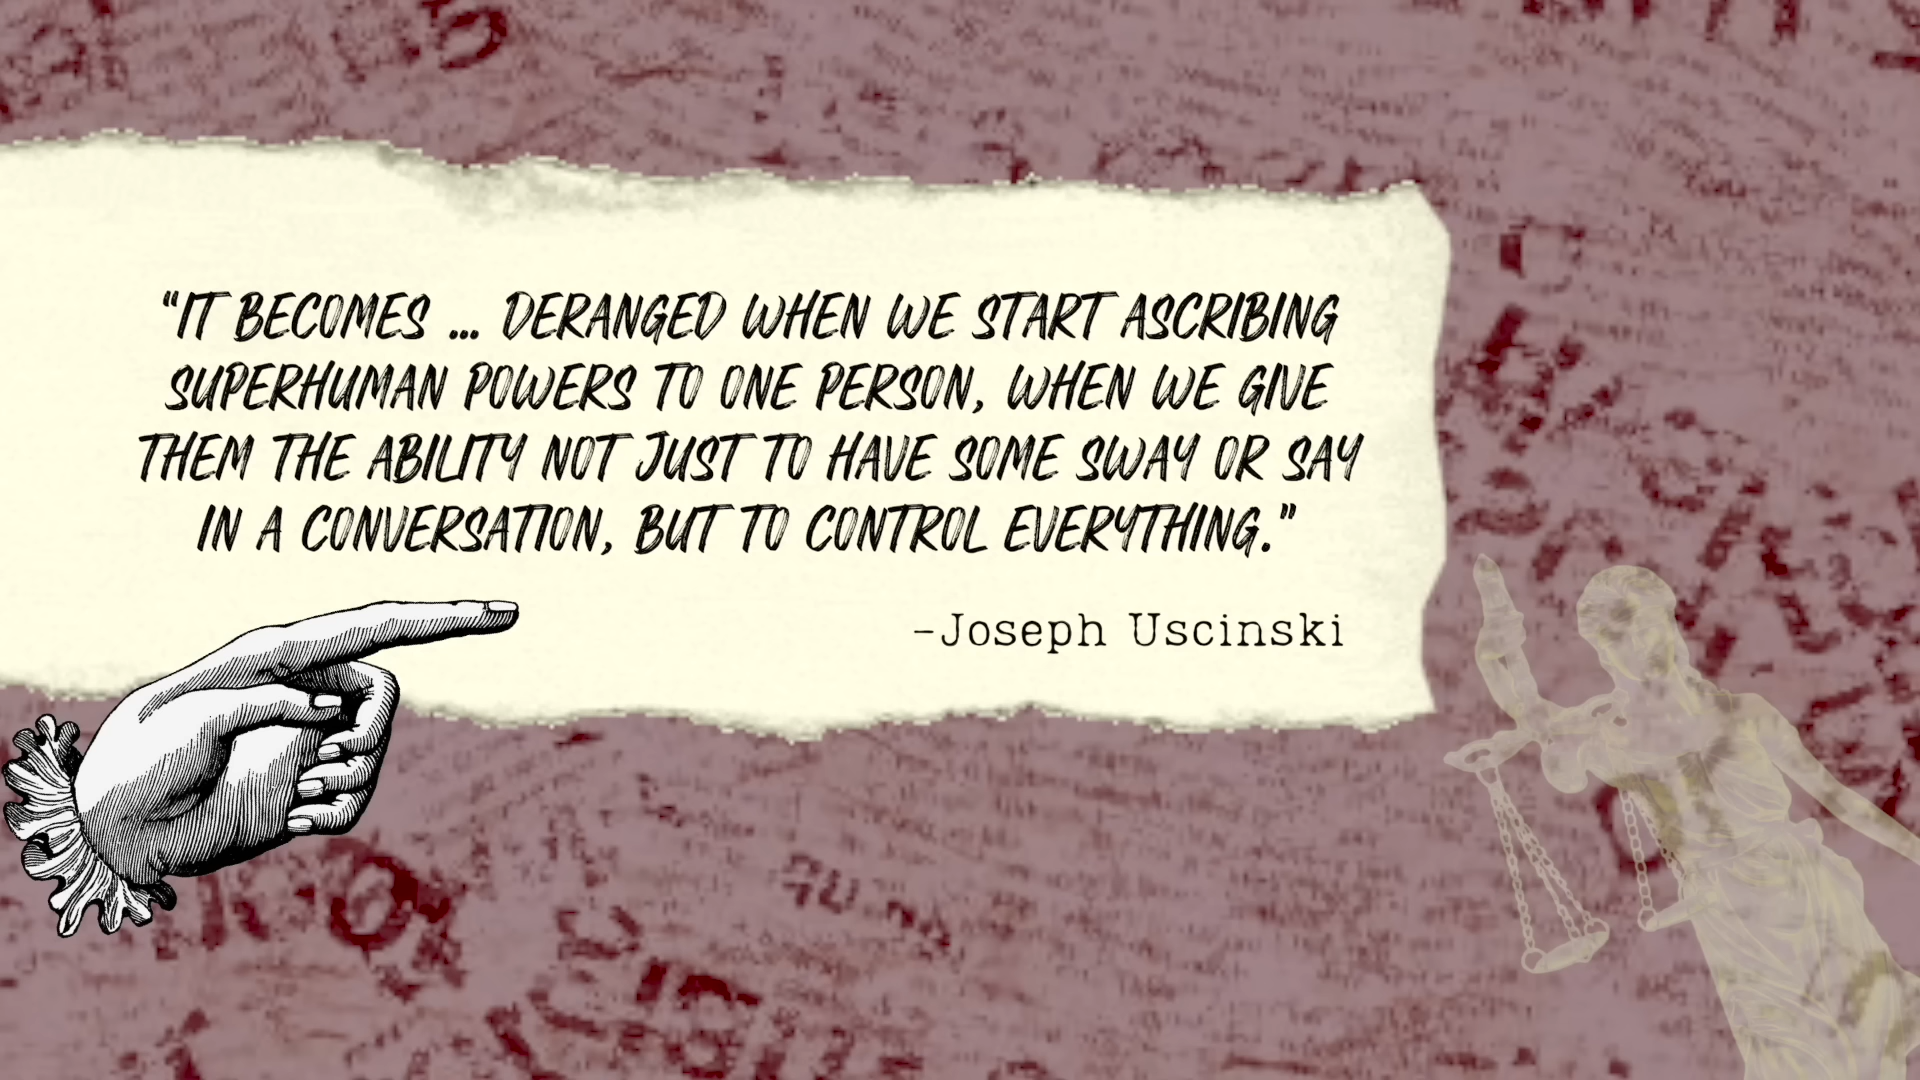 “IT BECOMES ... DERANGED WHEN WE START ASCRIBING
SUPERHUMAN POWERS TO ONE PERSON, WHEN WE GIVE
THEM THE ABILITY NOT JUST TO HAVE SOME SWAY OR SAY
IN A CONVERSATION, BUT TO CONTROL EVERYTHING.”
-Joseph Uscinski